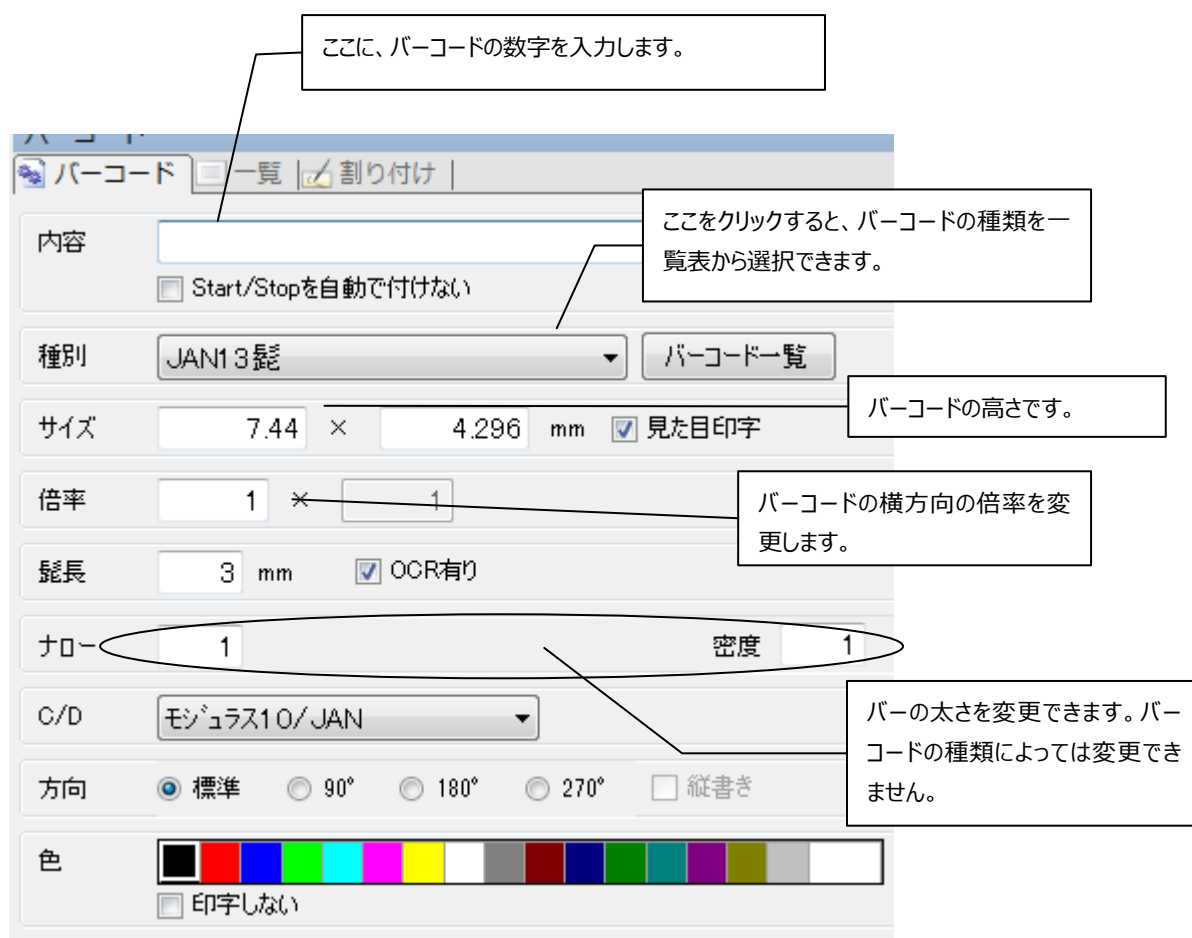 ここに、バーコードの数字を入力します。
バーコード
バーコード 一覧 割り付け
内容
ここをクリックすると、バーコードの種類を一
覧表から選択できます。
Start/Stopを自動で付けない
種別 JAN13髭 バーコード一覧
バーコードの高さです。
サイズ 7.44 × 4.296 mm 見た目印字
倍率 1 × 1
バーコードの横方向の倍率を変
更します。
髭長 3 mm OCR有り
ナロー 1 密度 1
C/D モジュラス10/JAN
バーの太さを変更できます。バー
コードの種類によっては変更でき
ません。
方向 標準 90° 180° 270° 縦書き
色
印字しない